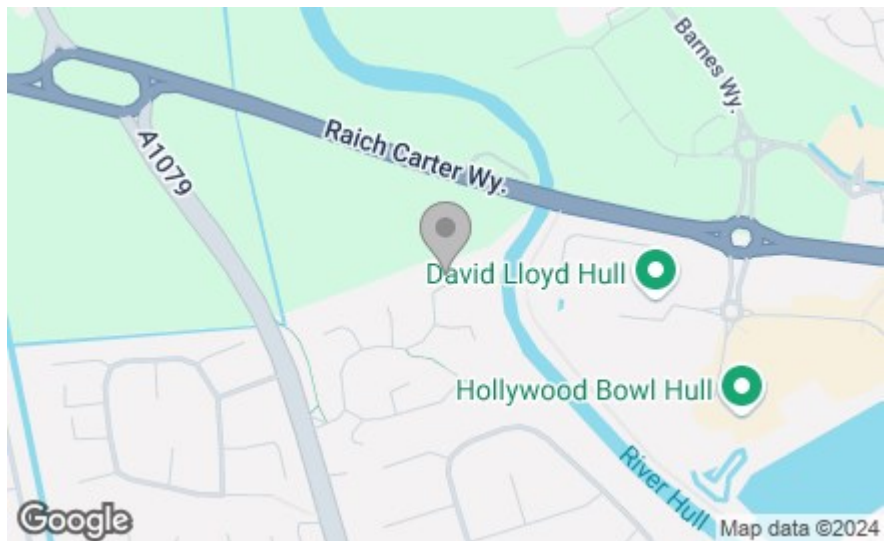 Barnes Wy.
Raich Carter Wy.
A1079
David Lloyd Hull
Hollywood Bowl Hull
River Hull
Google
Map data ©2024